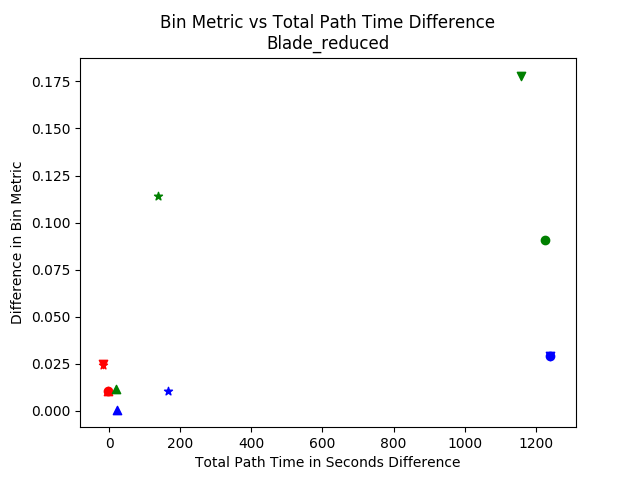 Bin Metric vs Total Path Time Difference
Blade_reduced
0.175
0.150
0.125
0.100
0.075
0.050
0.025
0.000
Difference in Bin Metric
0 200 400 600 800 1000 1200
Total Path Time in Seconds Difference